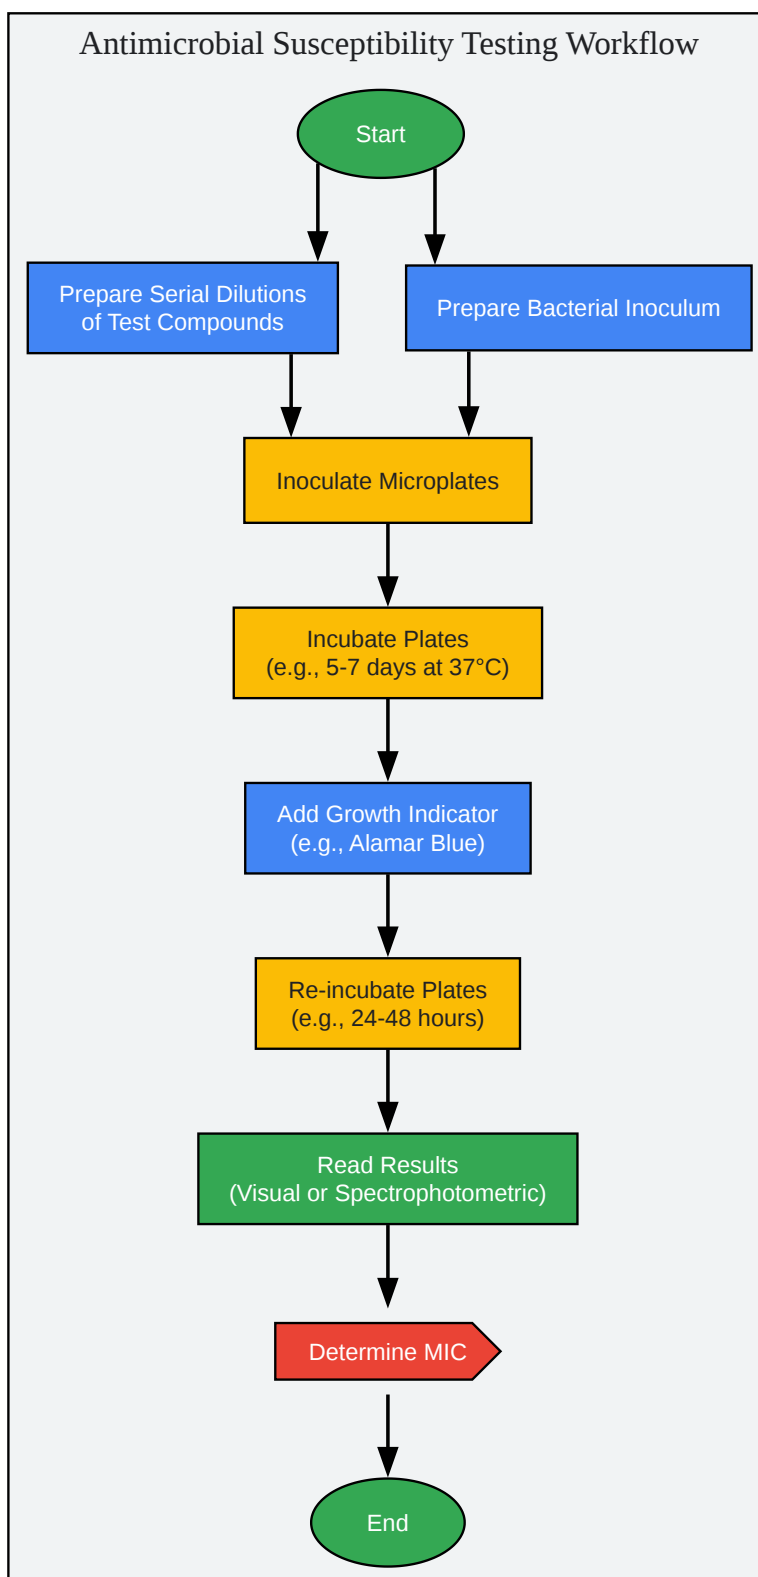 Antimicrobial Susceptibility Testing Workflow
Start
Prepare Serial Dilutions
of Test Compounds
Prepare Bacterial Inoculum
Inoculate Microplates
Incubate Plates
(e.g., 5-7 days at 37°C)
Add Growth Indicator
(e.g., Alamar Blue)
Re-incubate Plates
(e.g., 24-48 hours)
Read Results
(Visual or Spectrophotometric)
Determine MIC
End